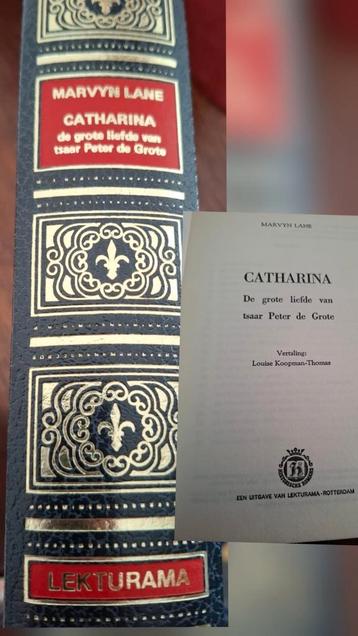 MARVYN LANE
CATHARINA
de grote liefde van
tsaar Peter de Grote
LEKTURAMA
MARVYN LANE
CATHARINA
De grote liefde van
tsaar Peter de Grote
Vertaling:
Louise Koopman-Thomas
EEN UITGAVE VAN LEKTURAMA-ROTTERDAM